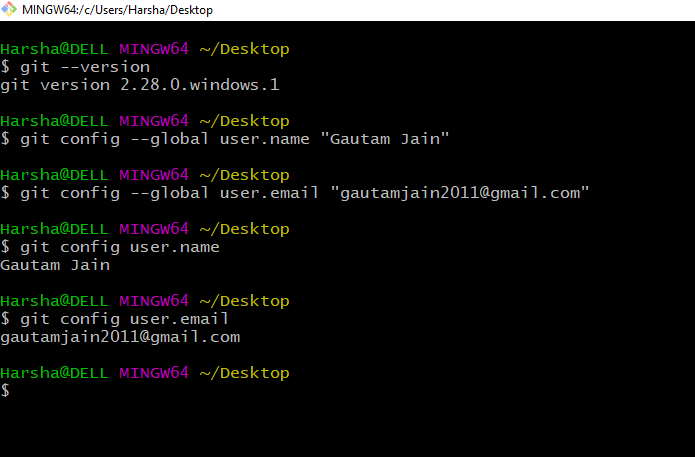 MINGW64:/c/Users/Harsha/Desktop
Harsha@DELL MINGW64 ~/Desktop
$ git --version
git version 2.28.0.windows.1
Harsha@DELL MINGW64 ~/Desktop
$ git config --global user.name "Gautam Jain"
Harsha@DELL MINGW64 ~/Desktop
$ git config --global user.email "gautamjain2011@gmail.com"
Harsha@DELL MINGW64 ~/Desktop
$ git config user.name
Gautam Jain
Harsha@DELL MINGW64 ~/Desktop
$ git config user.email
gautamjain2011@gmail.com
Harsha@DELL MINGW64 ~/Desktop
$